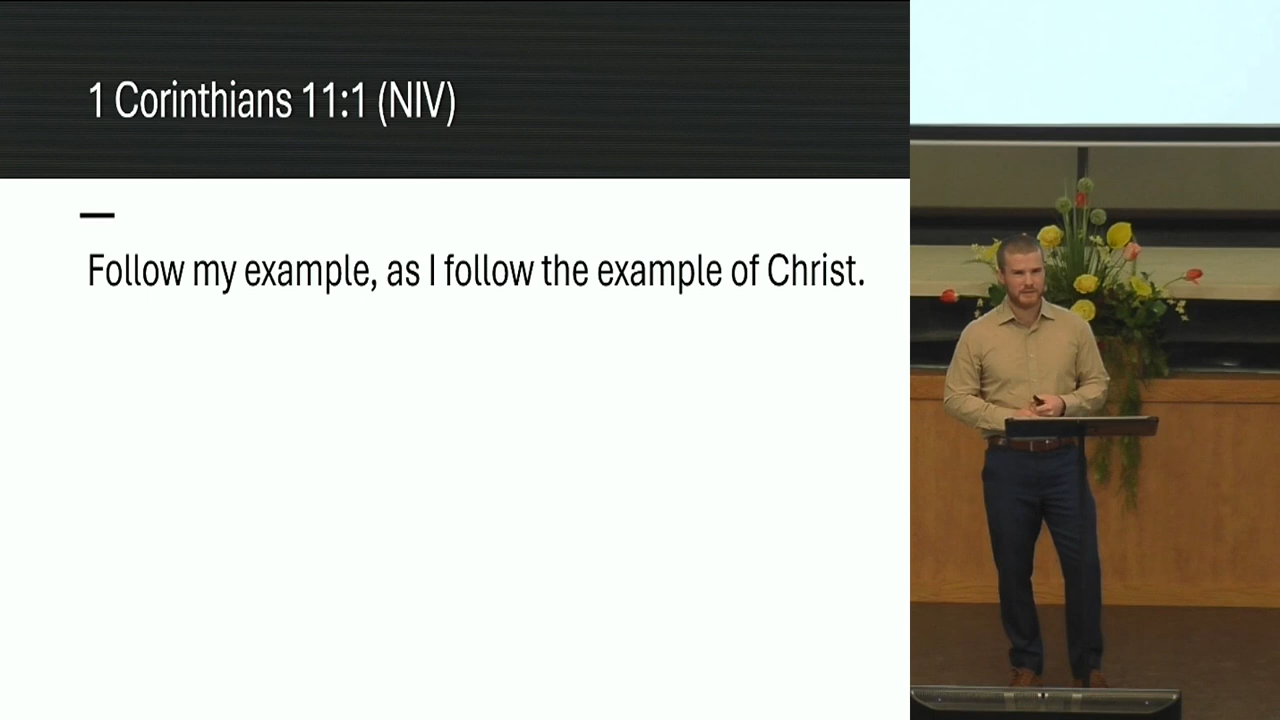 1 Corinthians 11:1 (NIV)
Follow my example, as I follow the example of Christ.